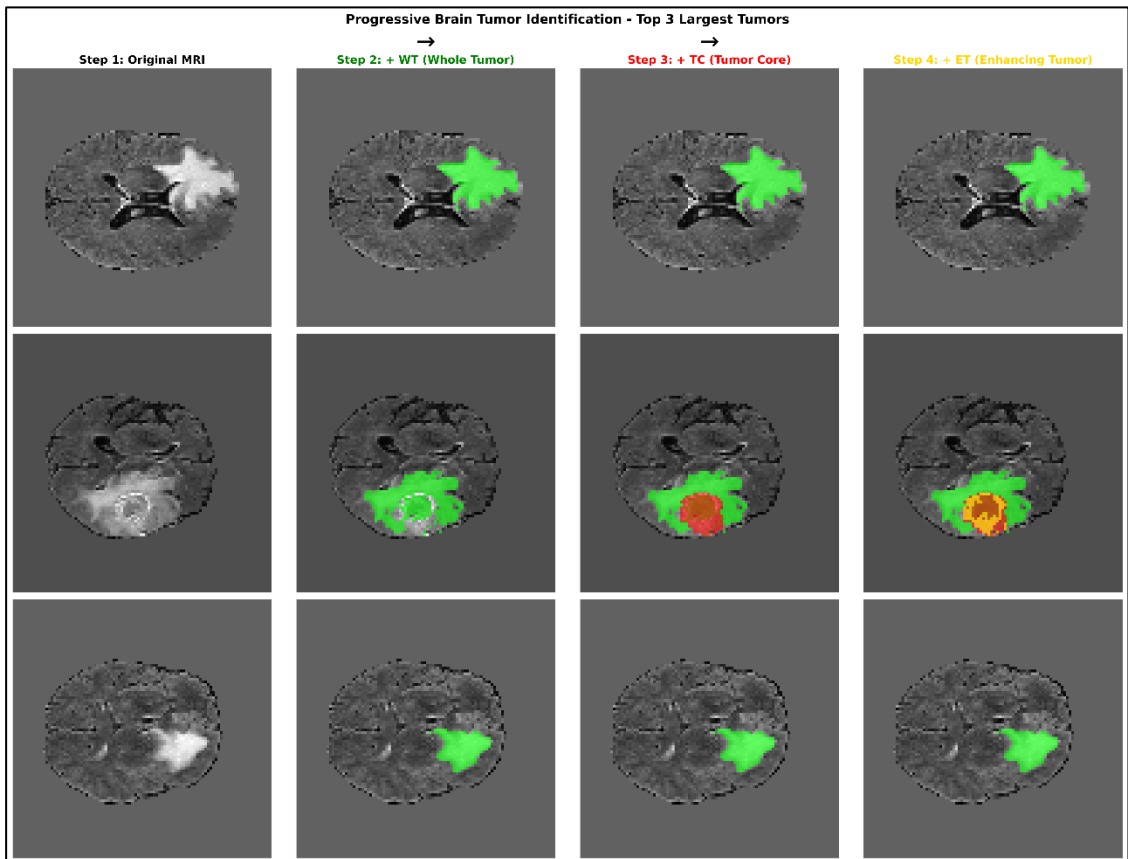 Progressive Brain Tumor Identification - Top 3 Largest Tumors
→ →
Step 1: Original MRI Step 2: + WT (Whole Tumor) Step 3: + TC (Tumor Core) Step 4: + ET (Enhancing Tumor)